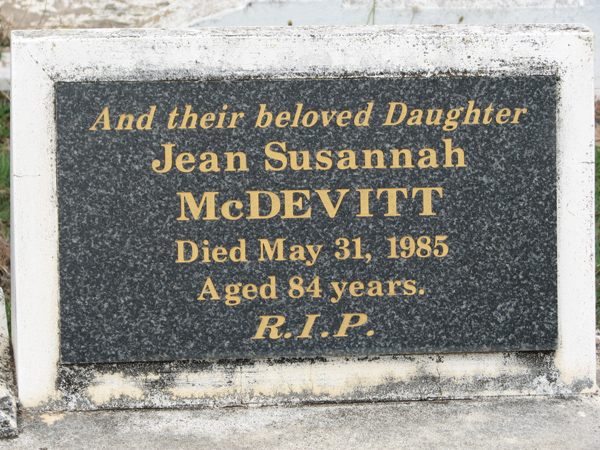 And their beloved Daughter
Jean Susannah
McDEVITT
Died May 31, 1985
Aged 84 years.
R.I.P.